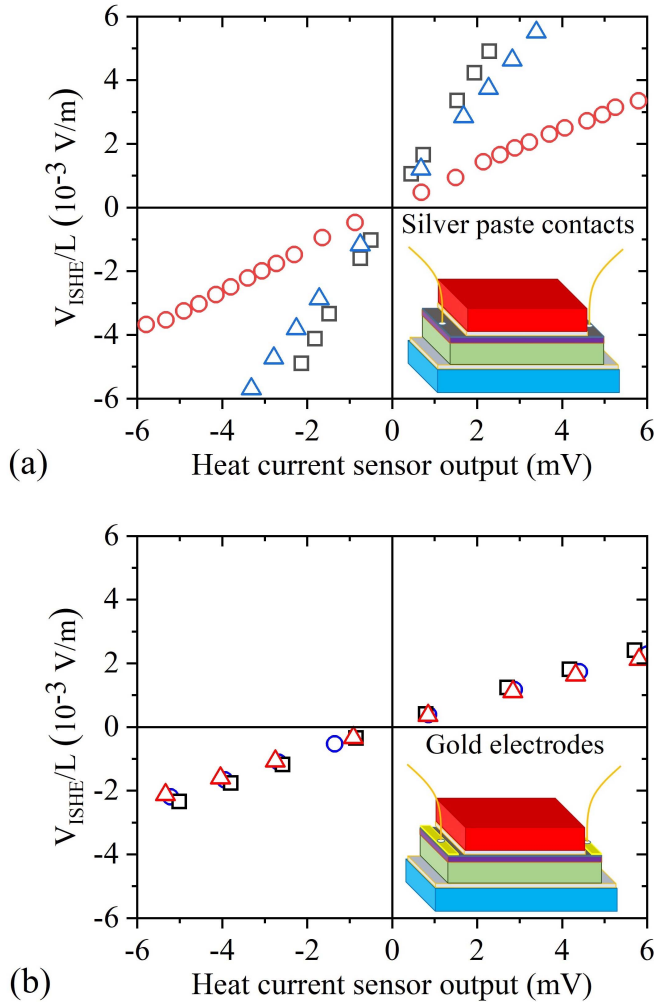 6
4
2
0
-2
-4
-6
V_ISHE/L (10^-3 V/m)
Silver paste contacts
-6 -4 -2 0 2 4 6
Heat current sensor output (mV)
(a)
6
4
2
0
-2
-4
-6
V_ISHE/L (10^-3 V/m)
Gold electrodes
-6 -4 -2 0 2 4 6
Heat current sensor output (mV)
(b)